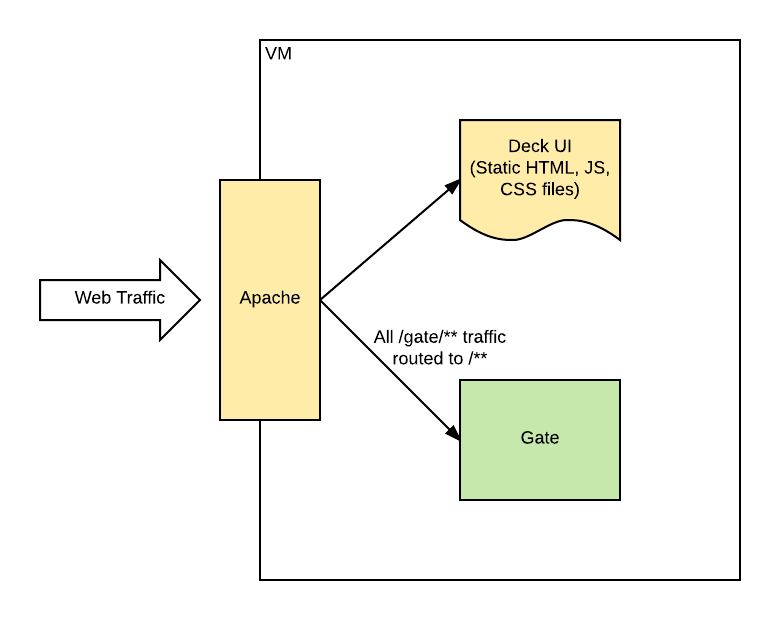 VM
Deck UI
(Static HTML, JS,
CSS files)
Web Traffic
Apache
All /gate/** traffic
routed to /**
Gate